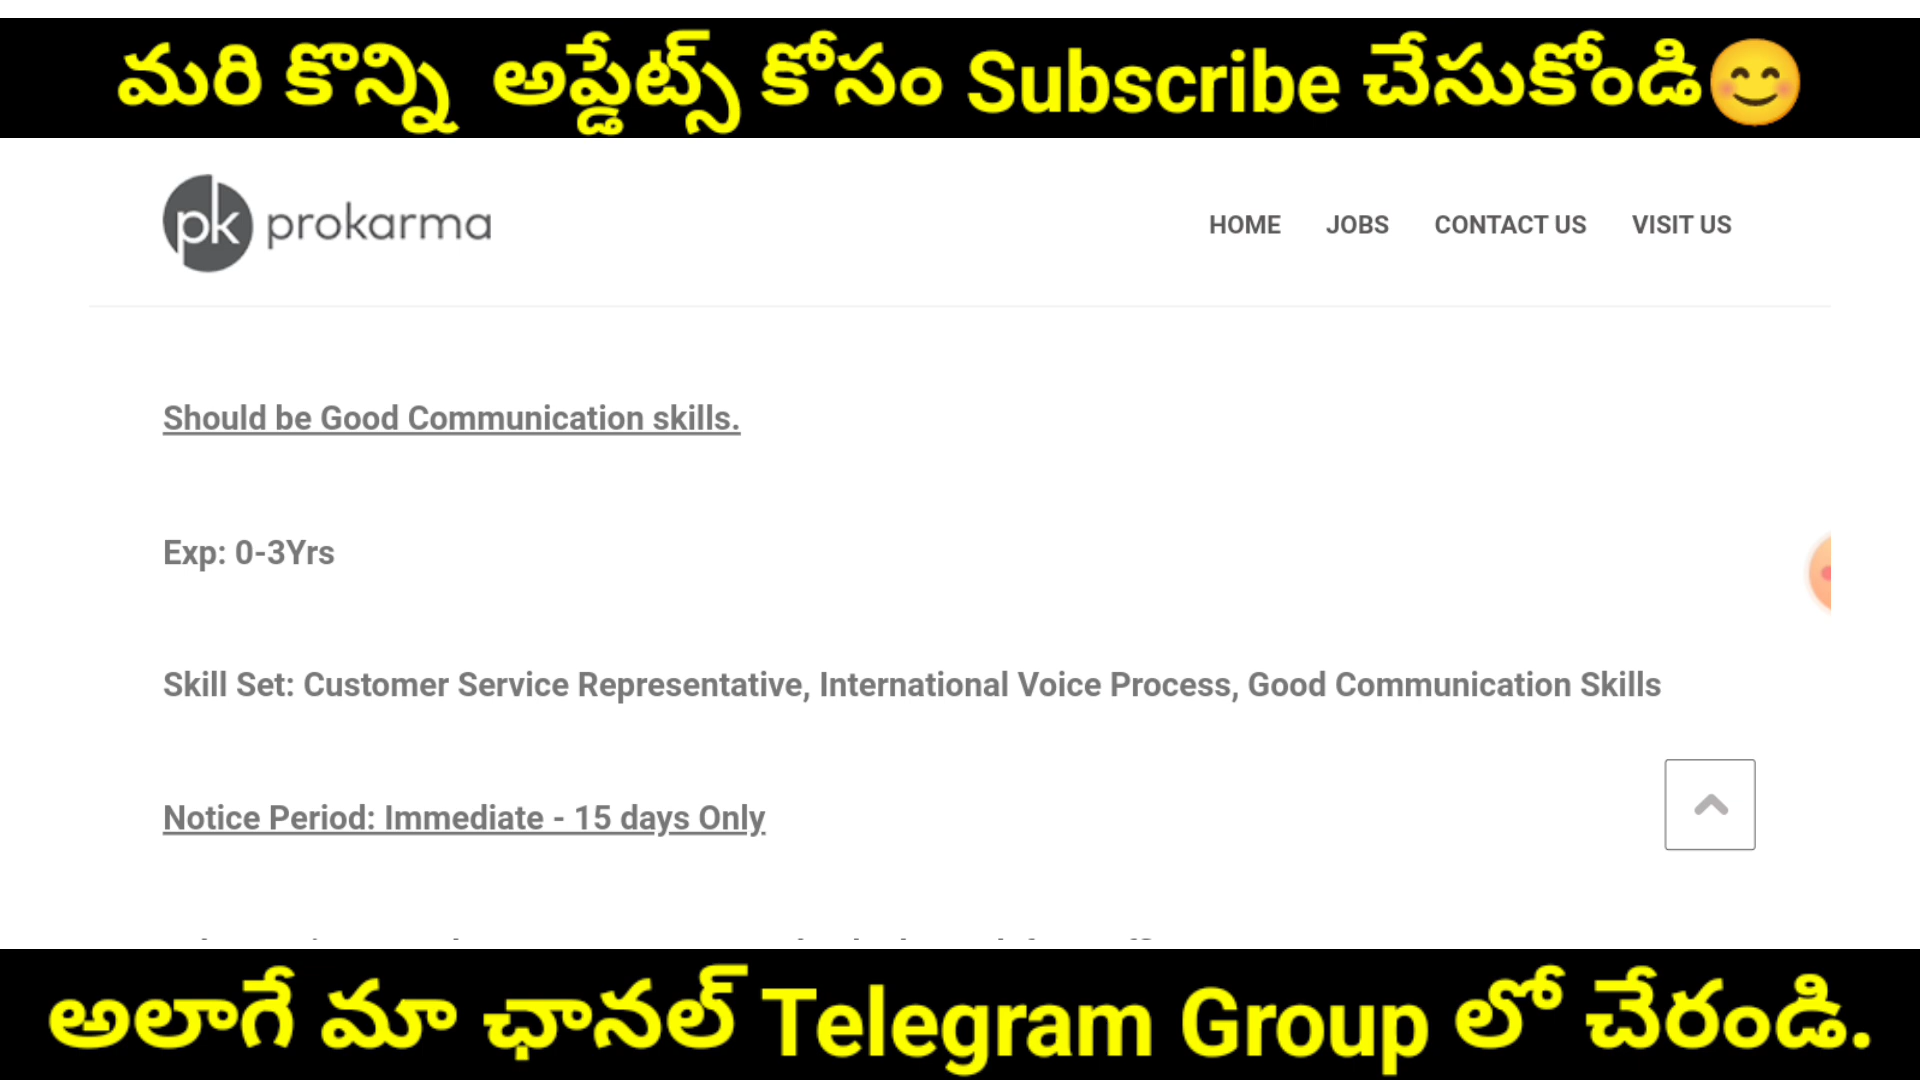 మరి కొన్ని అప్డేట్స్ కోసం Subscribe చేసుకోండి😊
pk prokarma
HOME JOBS CONTACT US VISIT US
Should be Good Communication skills.
Exp: 0-3Yrs
Skill Set: Customer Service Representative, International Voice Process, Good Communication Skills
Notice Period: Immediate - 15 days Only
అలాగే మా ఛానల్ Telegram Group లో చేరండి.